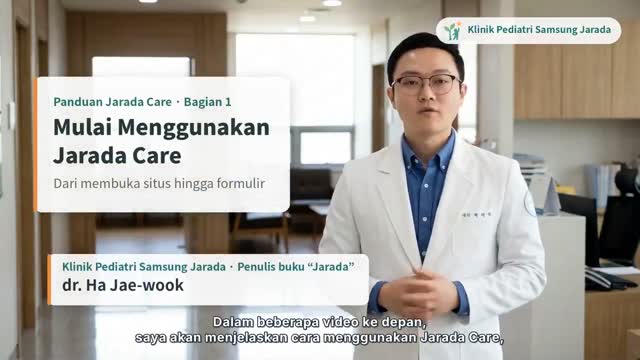 Klinik Pediatri Samsung Jarada
Panduan Jarada Care · Bagian 1
Mulai Menggunakan
Jarada Care
Dari membuka situs hingga formulir
Klinik Pediatri Samsung Jarada · Penulis buku “Jarada”
dr. Ha Jae-wook
Dalam beberapa video ke depan,
saya akan menjelaskan cara menggunakan Jarada Care,